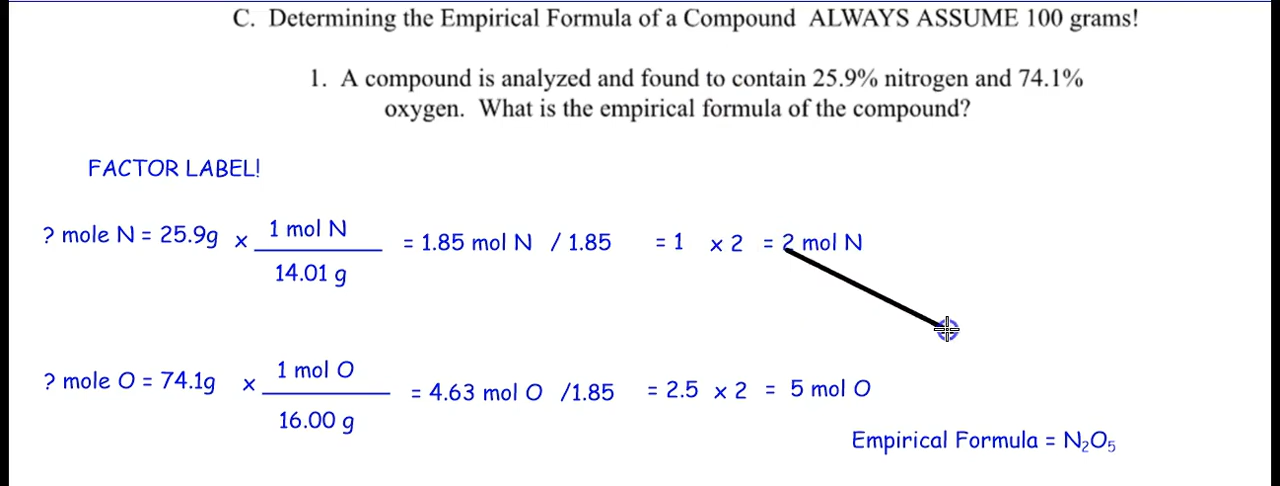 C. Determining the Empirical Formula of a Compound ALWAYS ASSUME 100 grams!
1. A compound is analyzed and found to contain 25.9% nitrogen and 74.1%
oxygen. What is the empirical formula of the compound?
FACTOR LABEL!
? mole N = 25.9g x 1 mol N / 14.01 g = 1.85 mol N / 1.85 = 1 x 2 = 2 mol N
? mole O = 74.1g x 1 mol O / 16.00 g = 4.63 mol O /1.85 = 2.5 x 2 = 5 mol O
Empirical Formula = N₂O₅